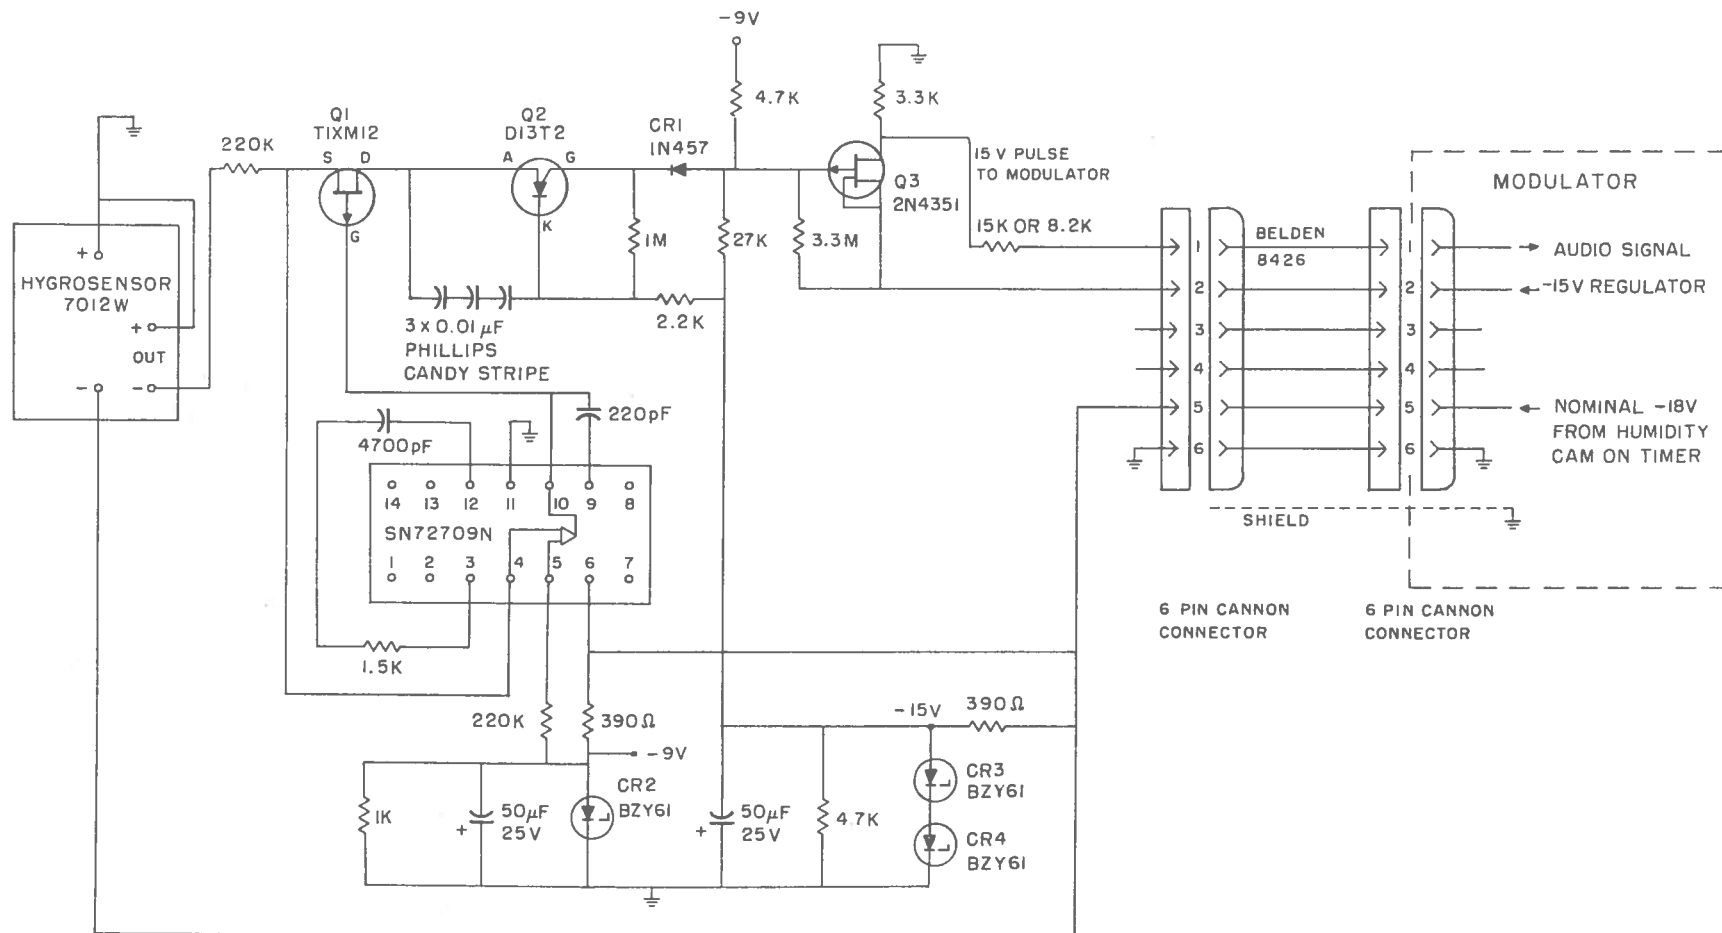 -9V
4.7K
3.3K
Q1
TIXM12
S D
G
220K
Q2
D13T2
A G
K
CR1
1N457
Q3
2N4351
15 V PULSE
TO MODULATOR
15K OR 8.2K
1M
27K
3.3M
2.2K
3 x 0.01 µF
PHILLIPS
CANDY STRIPE
HYGROSENSOR
7012W
+
+
OUT
-
-
220pF
4700pF
14 13 12 11 10 9 8
SN72709N
1 2 3 4 5 6 7
1.5K
220K
390Ω
-9V
1K
+
50µF
25V
CR2
BZY61
+
50µF
25V
4.7K
-15V
390Ω
CR3
BZY61
CR4
BZY61
1
2
3
4
5
6
BELDEN
8426
SHIELD
1
2
3
4
5
6
MODULATOR
AUDIO SIGNAL
-15V REGULATOR
NOMINAL -18V
FROM HUMIDITY
CAM ON TIMER
6 PIN CANNON
CONNECTOR
6 PIN CANNON
CONNECTOR